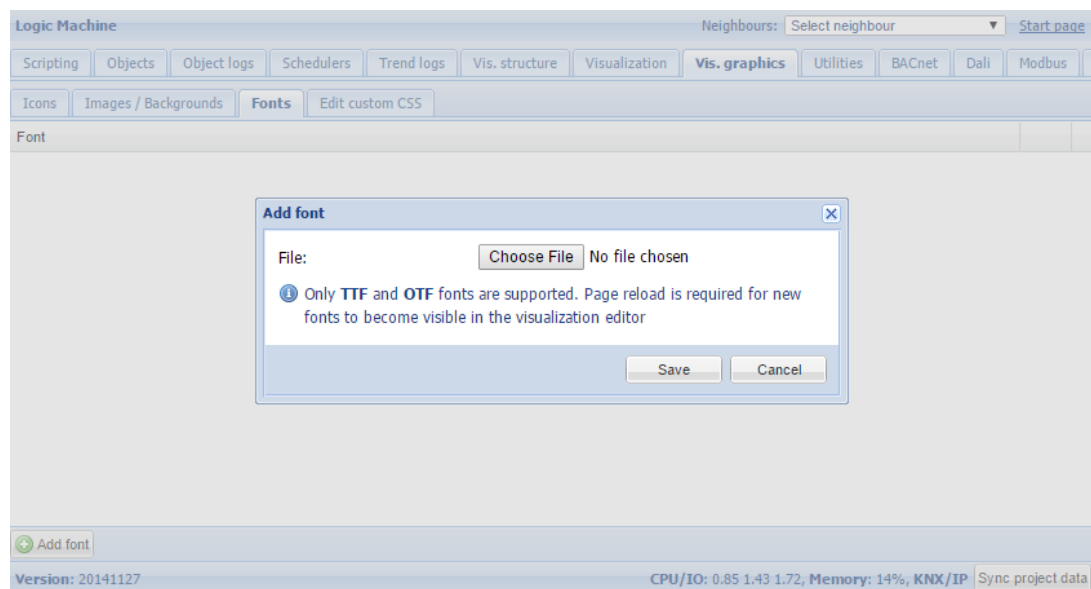 Logic Machine Neighbours: Select neighbour Start page
Scripting Objects Object logs Schedulers Trend logs Vis. structure Visualization Vis. graphics Utilities BACnet Dali Modbus
Icons Images / Backgrounds Fonts Edit custom CSS
Font
Add font
File: Choose File No file chosen
Only TTF and OTF fonts are supported. Page reload is required for new
fonts to become visible in the visualization editor
Save Cancel
Add font
Version: 20141127 CPU/IO: 0.85 1.43 1.72, Memory: 14%, KNX/IP Sync project data